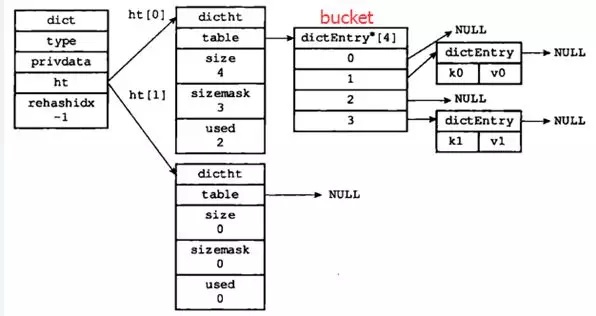 dict
type
privdata
ht
rehashidx
-1
ht[0]
ht[1]
dictht
table
size
4
sizemask
3
used
2
bucket
dictEntry*[4]
0
1
2
3
NULL
dictEntry
k0 v0
NULL
NULL
dictEntry
k1 v1
NULL
dictht
table
size
0
sizemask
0
used
0
NULL